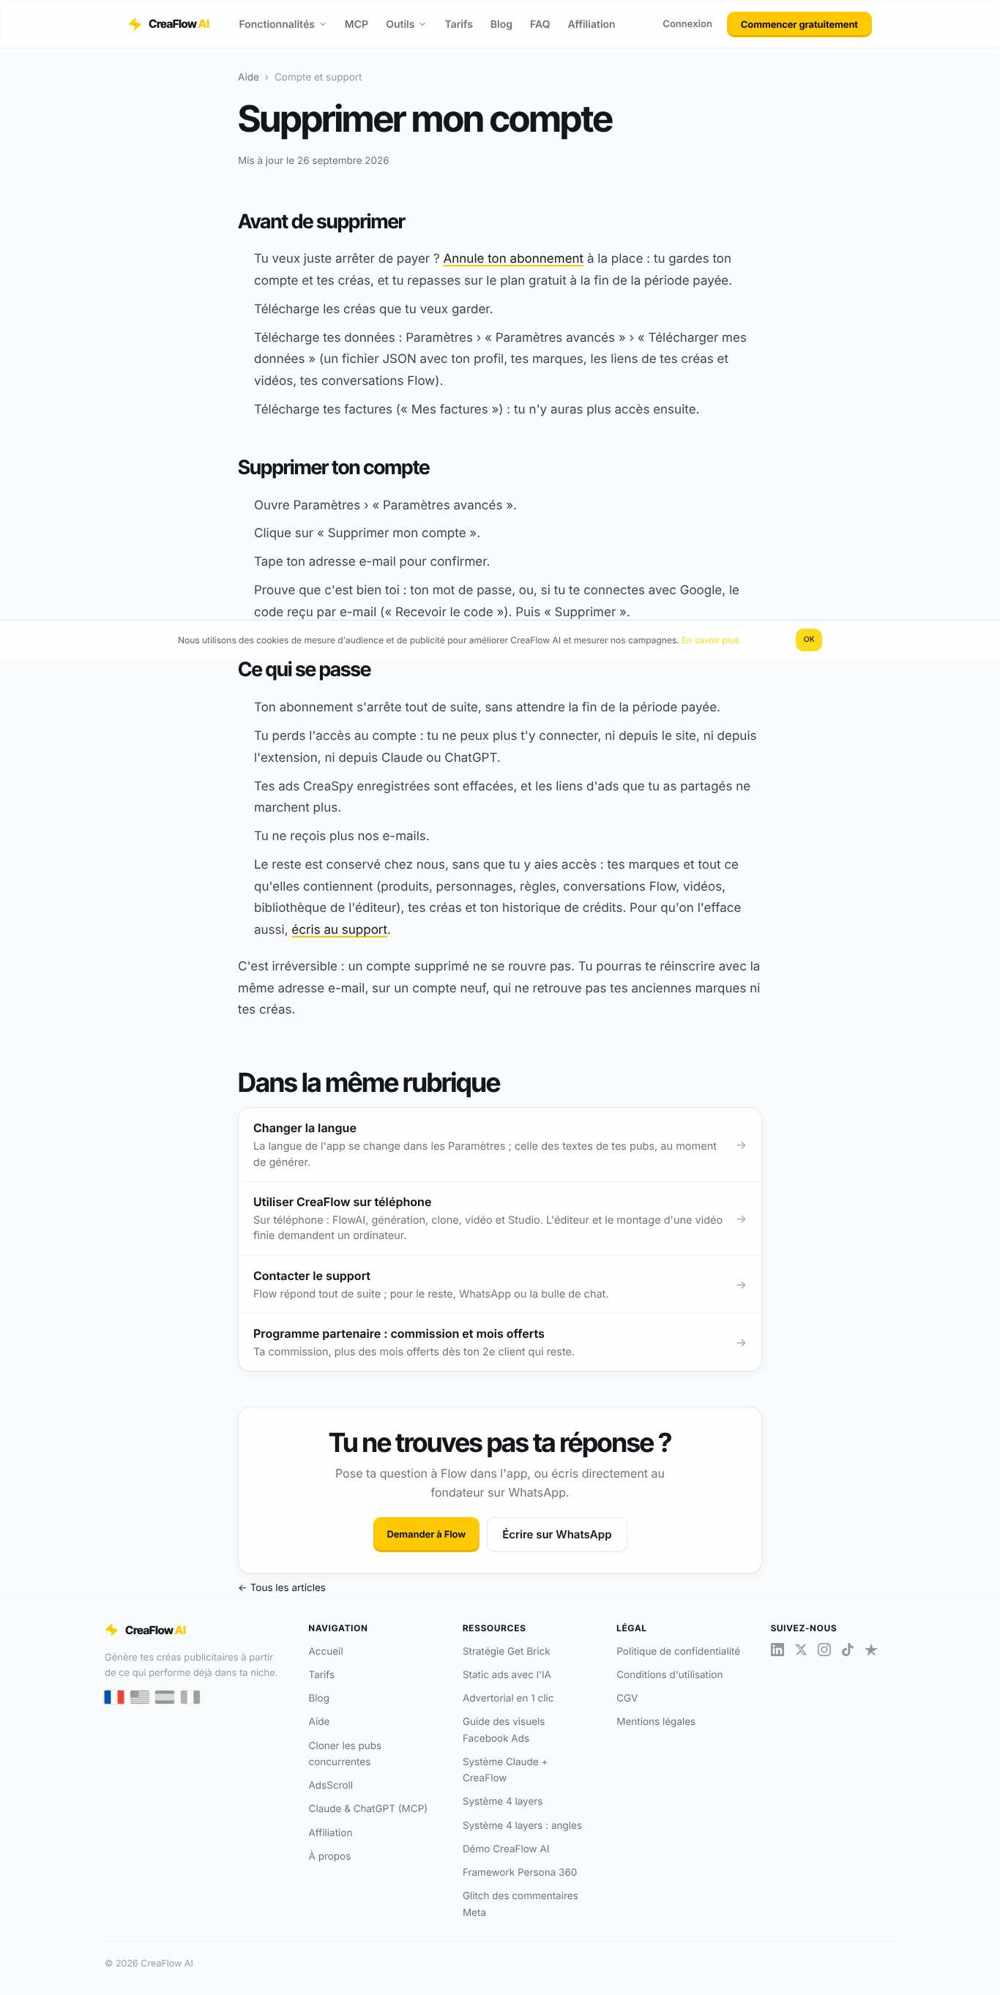 CreaFlow AI
Fonctionnalités
MCP
Outils
Tarifs
Blog
FAQ
Affiliation
Connexion
Commencer gratuitement
Aide › Compte et support
Supprimer mon compte
Mis à jour le 26 septembre 2026
Avant de supprimer
Tu veux juste arrêter de payer ? Annule ton abonnement à la place : tu gardes ton
compte et tes créas, et tu repasses sur le plan gratuit à la fin de la période payée.
Télécharge les créas que tu veux garder.
Télécharge tes données : Paramètres › « Paramètres avancés » › « Télécharger mes
données » (un fichier JSON avec ton profil, tes marques, les liens de tes créas et
vidéos, tes conversations Flow).
Télécharge tes factures (« Mes factures ») : tu n'y auras plus accès ensuite.
Supprimer ton compte
Ouvre Paramètres › « Paramètres avancés ».
Clique sur « Supprimer mon compte ».
Tape ton adresse e-mail pour confirmer.
Prouve que c'est bien toi : ton mot de passe, ou, si tu te connectes avec Google, le
code reçu par e-mail (« Recevoir le code »). Puis « Supprimer ».
Nous utilisons des cookies de mesure d'audience et de publicité pour améliorer CreaFlow AI et mesurer nos campagnes. En savoir plus
OK
Ce qui se passe
Ton abonnement s'arrête tout de suite, sans attendre la fin de la période payée.
Tu perds l'accès au compte : tu ne peux plus t'y connecter, ni depuis le site, ni depuis
l'extension, ni depuis Claude ou ChatGPT.
Tes ads CreaSpy enregistrées sont effacées, et les liens d'ads que tu as partagés ne
marchent plus.
Tu ne reçois plus nos e-mails.
Le reste est conservé chez nous, sans que tu y aies accès : tes marques et tout ce
qu'elles contiennent (produits, personnages, règles, conversations Flow, vidéos,
bibliothèque de l'éditeur), tes créas et ton historique de crédits. Pour qu'on l'efface
aussi, écris au support.
C'est irréversible : un compte supprimé ne se rouvre pas. Tu pourras te réinscrire avec la
même adresse e-mail, sur un compte neuf, qui ne retrouve pas tes anciennes marques ni
tes créas.
Dans la même rubrique
Changer la langue
La langue de l'app se change dans les Paramètres ; celle des textes de tes pubs, au moment
de générer.
Utiliser CreaFlow sur téléphone
Sur téléphone : FlowAI, génération, clone, vidéo et Studio. L'éditeur et le montage d'une vidéo
finie demandent un ordinateur.
Contacter le support
Flow répond tout de suite ; pour le reste, WhatsApp ou la bulle de chat.
Programme partenaire : commission et mois offerts
Ta commission, plus des mois offerts dès ton 2e client qui reste.
Tu ne trouves pas ta réponse ?
Pose ta question à Flow dans l'app, ou écris directement au
fondateur sur WhatsApp.
Demander à Flow
Écrire sur WhatsApp
← Tous les articles
CreaFlow AI
Génère tes créas publicitaires à partir
de ce qui performe déjà dans ta niche.
NAVIGATION
Accueil
Tarifs
Blog
Aide
Cloner les pubs
concurrentes
AdsScroll
Claude & ChatGPT (MCP)
Affiliation
À propos
RESSOURCES
Stratégie Get Brick
Static ads avec l'IA
Advertorial en 1 clic
Guide des visuels
Facebook Ads
Système Claude +
CreaFlow
Système 4 layers
Système 4 layers : angles
Démo CreaFlow AI
Framework Persona 360
Glitch des commentaires
Meta
LÉGAL
Politique de confidentialité
Conditions d'utilisation
CGV
Mentions légales
SUIVEZ-NOUS
© 2026 CreaFlow AI